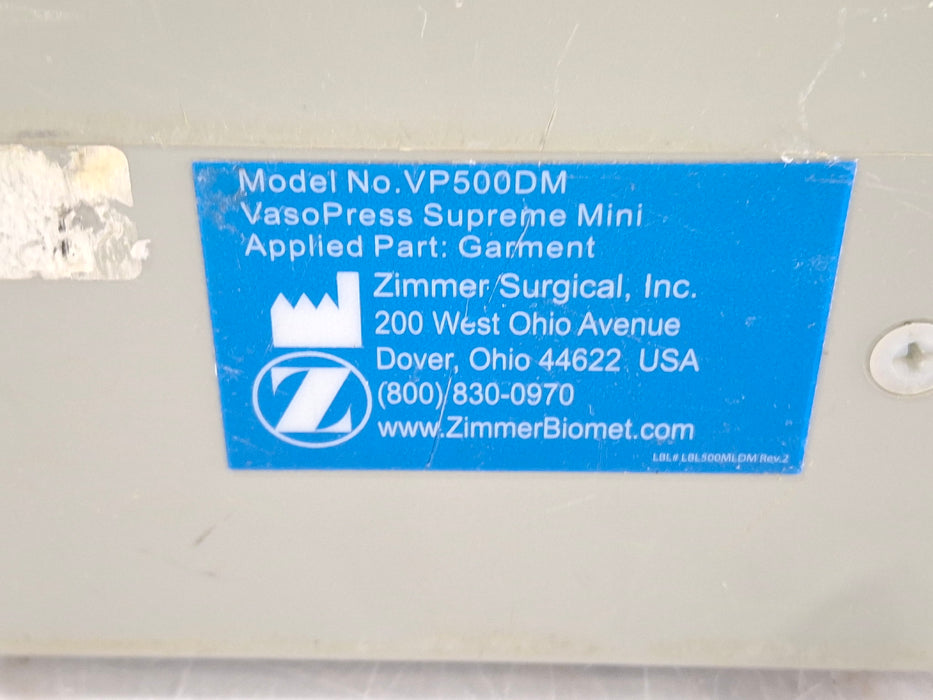 Model No.VP500DM
VasoPress Supreme Mini
Applied Part: Garment
Zimmer Surgical, Inc.
200 West Ohio Avenue
Dover, Ohio 44622 USA
(800) 830-0970
Z
www.ZimmerBiomet.com
LBL# LBL500MLDM Rev.2